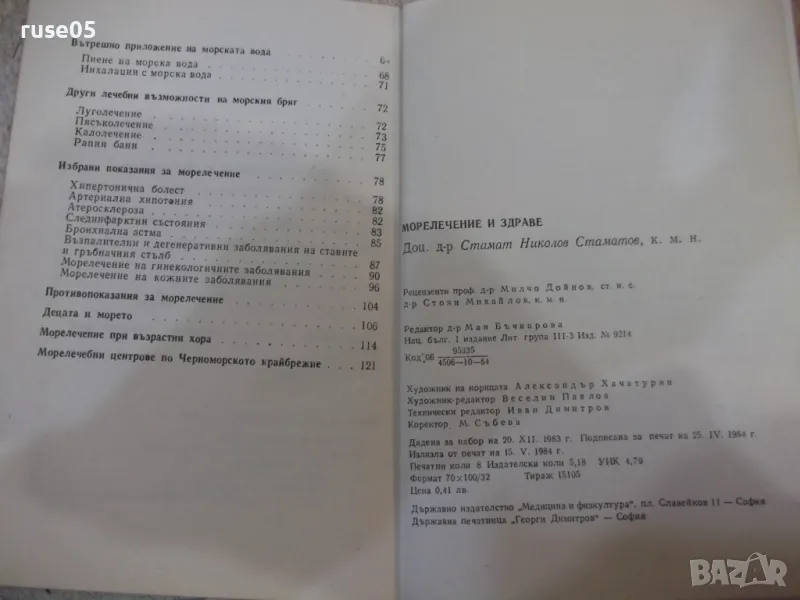 ruse05
Вътрешно приложение на морската вода
Пиене на морска вода 68
Инхалации с морска вода 71
Други лечебни възможности на морския бряг 72
Луголечение 72
Пясъколечение 73
Калолечение 75
Рапни бани 77
Избрани показания за морелечение 78
Хипертонична болест 78
Артериална хипотония 82
Атеросклероза 82
Слединфарктни състояния 83
Бронхиална астма 85
Възпалителни и дегенеративни заболявания на ставите
и гръбначния стълб 87
Морелечение на гинекологичните заболявания 90
Морелечение на кожните заболявания 96
Противопоказания за морелечение 104
Децата и морето 106
Морелечение при възрастни хора 114
Морелечебни центрове по Черноморското крайбрежие 121
МОРЕЛЕЧЕНИЕ И ЗДРАВЕ
Доц. д-р Стамат Николов Стаматов, к. м. н.
Рецензенти проф. д-р Милчо Дойнов, ст. н. с.
д-р Стоян Михайлов, к. м. н.
Редактор д-р Мая Бъчварова
Нац. бълг. I издание Лит. група III-3 Изд. № 9214
Код 06 95335
4506—10—84
Художник на корицата Александър Хачатурян
Художник-редактор Веселин Павлов
Технически редактор Иван Димитров
Коректор М. Събева
Дадена за набор на 20. XII. 1983 г. Подписана за печат на 25. IV. 1984 г.
Излязла от печат на 15. V. 1984 г.
Печатни коли 8 Издателски коли 5,18 УИК 4,79
Формат 70×100/32 Тираж 15105
Цена 0,41 лв.
Държавно издателство „Медицина и физкултура“, пл. Славейков 11 — София
Държавна печатница „Георги Димитров“ — София
BAZAR